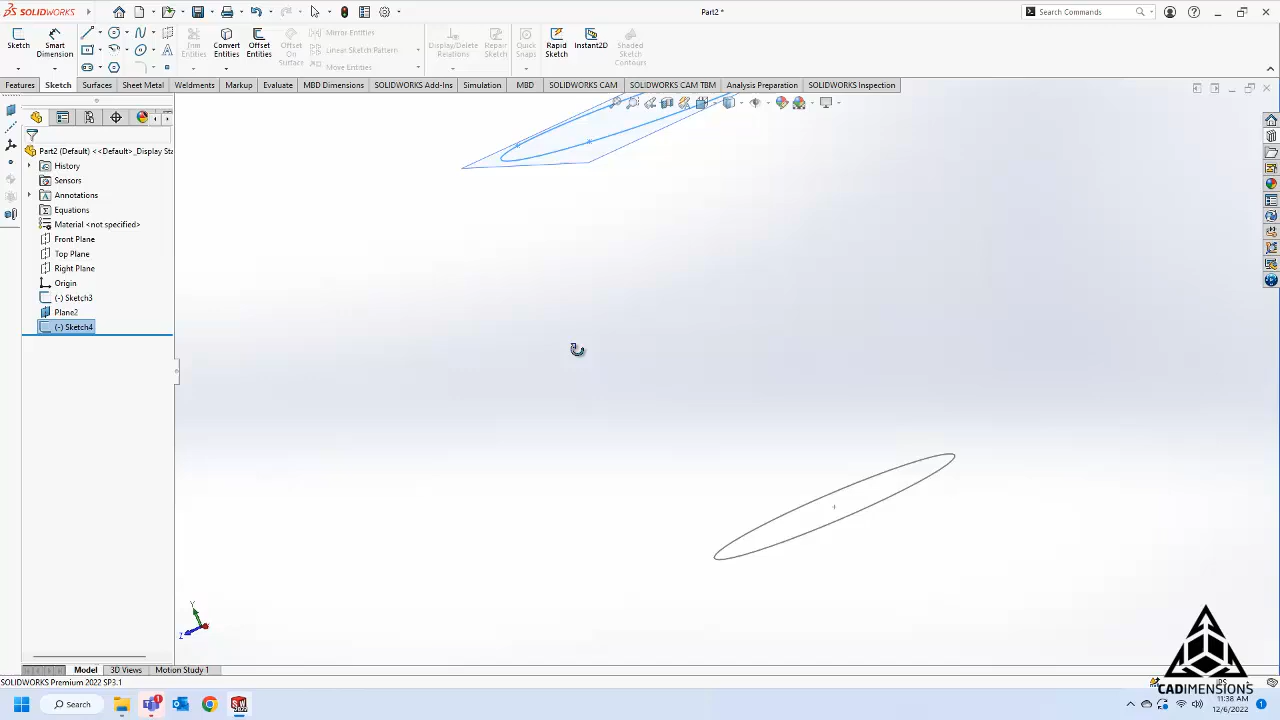 SOLIDWORKS
Part2 *
Search Commands
Sketch
Smart Dimension
Trim Entities
Convert Entities
Offset Entities
Offset On Surface
Mirror Entities
Linear Sketch Pattern
Move Entities
Display/Delete Relations
Repair Sketch
Quick Snaps
Rapid Sketch
Instant2D
Shaded Sketch Contours
Features
Sketch
Surfaces
Sheet Metal
Weldments
Markup
Evaluate
MBD Dimensions
SOLIDWORKS Add-Ins
Simulation
MBD
SOLIDWORKS CAM
SOLIDWORKS CAM TBM
Analysis Preparation
SOLIDWORKS Inspection
Part2 (Default) <<Default>_Display Sta
History
Sensors
Annotations
Equations
Material <not specified>
Front Plane
Top Plane
Right Plane
Origin
(-) Sketch3
Plane2
(-) Sketch4
Y
Z
Model
3D Views
Motion Study 1
SOLIDWORKS Premium 2022 SP3.1
CADIMENSIONS
Search
1
11:38 AM
12/6/2022
1